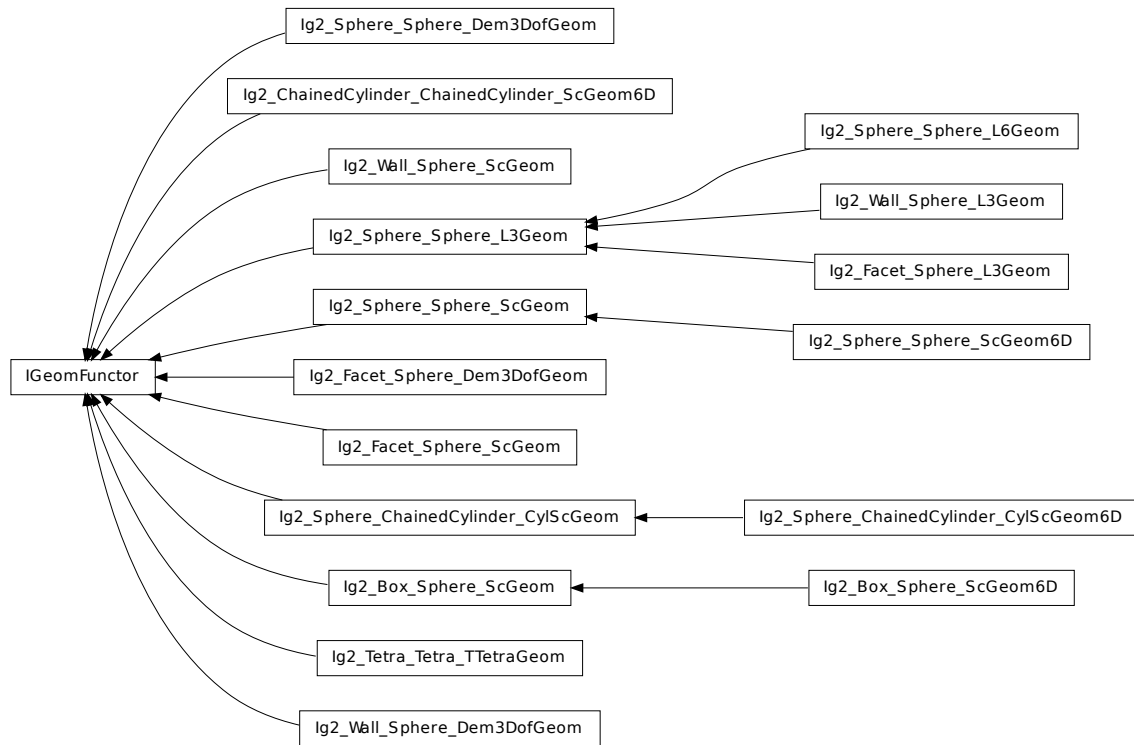 Ig2_Sphere_Sphere_Dem3DofGeom
Ig2_ChainedCylinder_ChainedCylinder_ScGeom6D
Ig2_Sphere_Sphere_L6Geom
Ig2_Wall_Sphere_ScGeom
Ig2_Wall_Sphere_L3Geom
Ig2_Sphere_Sphere_L3Geom
Ig2_Facet_Sphere_L3Geom
Ig2_Sphere_Sphere_ScGeom
Ig2_Sphere_Sphere_ScGeom6D
IGeomFunctor
Ig2_Facet_Sphere_Dem3DofGeom
Ig2_Facet_Sphere_ScGeom
Ig2_Sphere_ChainedCylinder_CylScGeom
Ig2_Sphere_ChainedCylinder_CylScGeom6D
Ig2_Box_Sphere_ScGeom
Ig2_Box_Sphere_ScGeom6D
Ig2_Tetra_Tetra_TTetraGeom
Ig2_Wall_Sphere_Dem3DofGeom